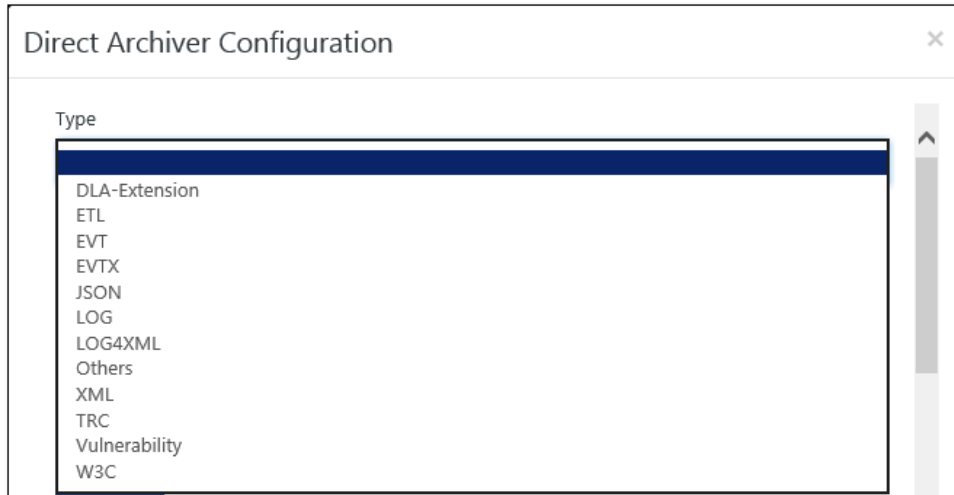 Direct Archiver Configuration
Type
DLA-Extension
ETL
EVT
EVTX
JSON
LOG
LOG4XML
Others
XML
TRC
Vulnerability
W3C